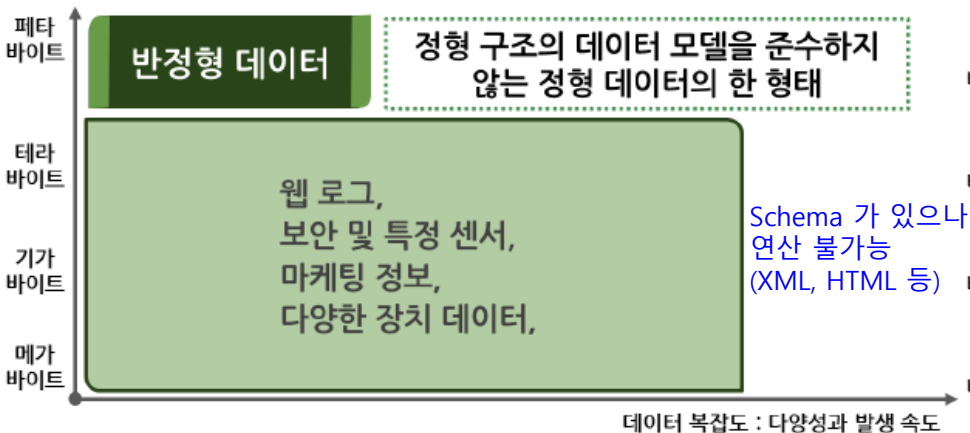 페타
바이트
반정형 데이터
정형 구조의 데이터 모델을 준수하지
않는 정형 데이터의 한 형태
테라
바이트
웹 로그,
보안 및 특정 센서,
마케팅 정보,
다양한 장치 데이터,
Schema 가 있으나
연산 불가능
(XML, HTML 등)
기가
바이트
메가
바이트
데이터 복잡도 : 다양성과 발생 속도